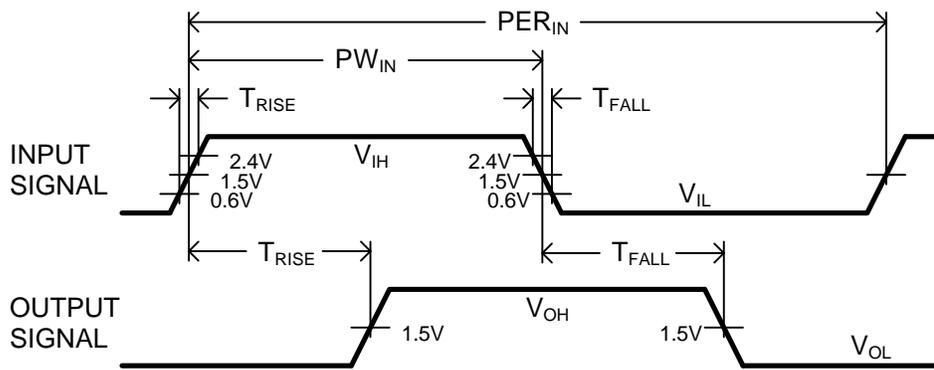 PER_IN
PW_IN
T_RISE
T_FALL
INPUT
SIGNAL
2.4V
1.5V
0.6V
V_IH
2.4V
1.5V
0.6V
V_IL
T_RISE
T_FALL
OUTPUT
SIGNAL
1.5V
V_OH
1.5V
V_OL